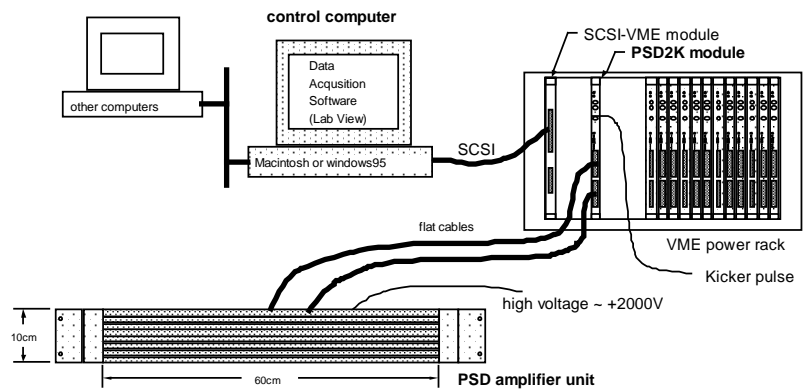 control computer
SCSI-VME module
PSD2K module
Data
Acqusition
Software
(Lab View)
other computers
Macintosh or windows95
SCSI
flat cables
VME power rack
Kicker pulse
high voltage ~ +2000V
10cm
60cm
PSD amplifier unit